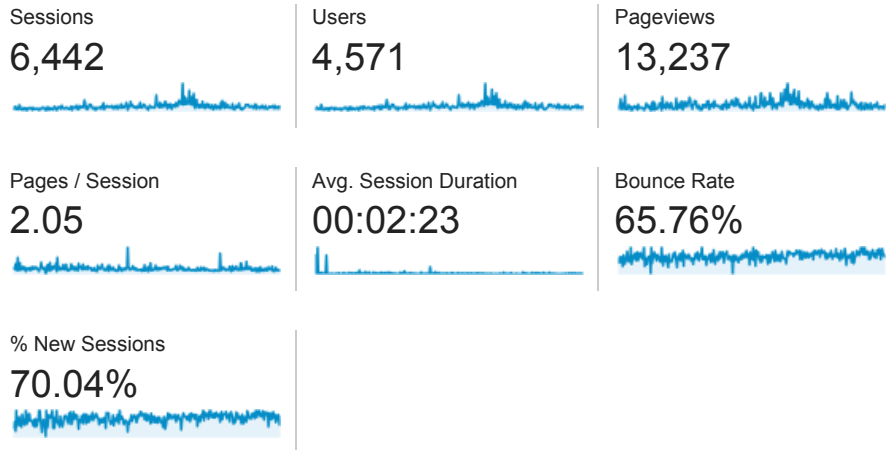 Sessions
6,442
Users
4,571
Pageviews
13,237
Pages / Session
2.05
Avg. Session Duration
00:02:23
Bounce Rate
65.76%
% New Sessions
70.04%